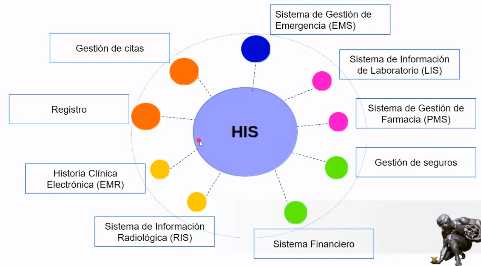 Sistema de Gestión de
Emergencia (EMS)
Gestión de citas
Sistema de Información
de Laboratorio (LIS)
Registro
HIS
Sistema de Gestión de
Farmacia (PMS)
Gestión de seguros
Historia Clínica
Electrónica (EMR)
Sistema de Información
Radiológica (RIS)
Sistema Financiero